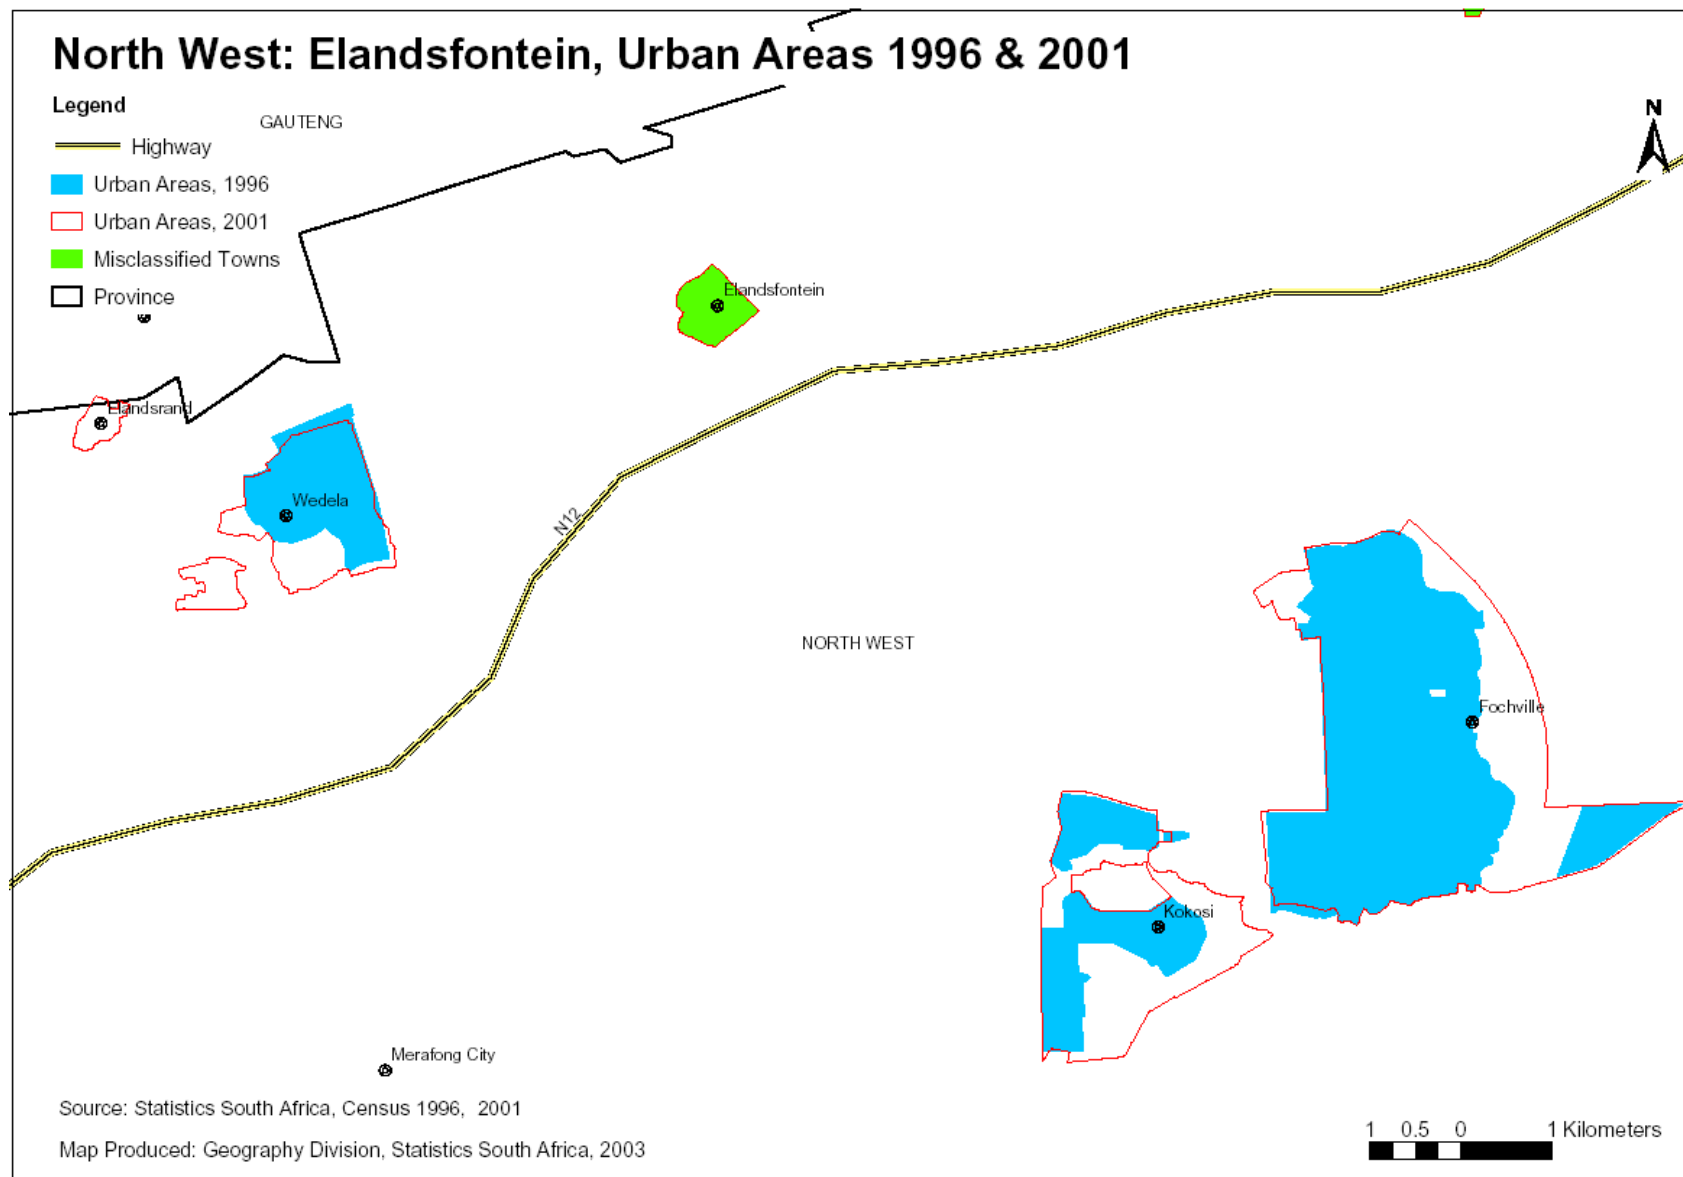 North West: Elandsfontein, Urban Areas 1996 & 2001
Legend
GAUTENG
Highway
N
Urban Areas, 1996
Urban Areas, 2001
Misclassified Towns
Province
Elandsfontein
Elandsrand
Wedela
N12
NORTH WEST
Fochville
Kokosi
Merafong City
Source: Statistics South Africa, Census 1996, 2001
1 0.5 0 1 Kilometers
Map Produced: Geography Division, Statistics South Africa, 2003